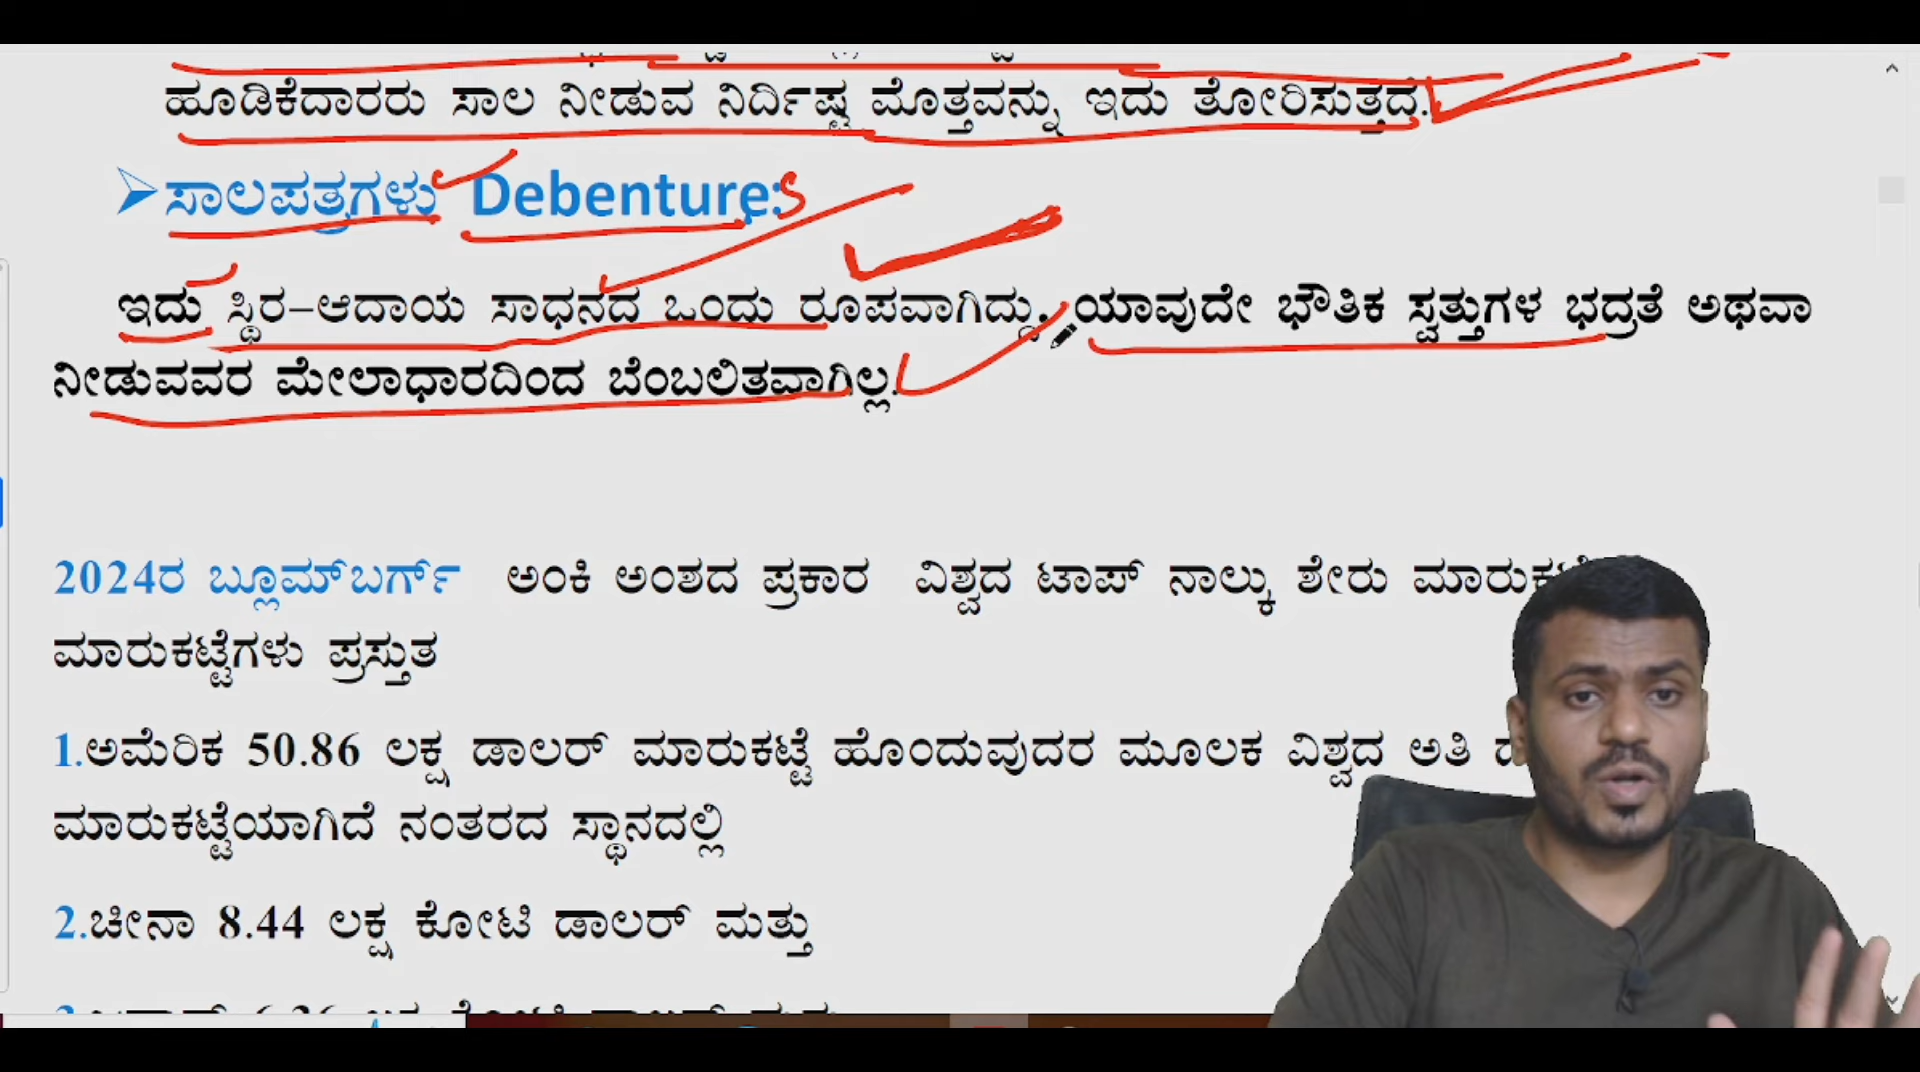 ಹೂಡಿಕೆದಾರರು ಸಾಲ ನೀಡುವ ನಿರ್ದಿಷ್ಟ ಮೊತ್ತವನ್ನು ಇದು ತೋರಿಸುತ್ತದೆ.
➢ಸಾಲಪತ್ರಗಳು Debenture:s
ಇದು ಸ್ಥಿರ-ಆದಾಯ ಸಾಧನದ ಒಂದು ರೂಪವಾಗಿದ್ದು, ಯಾವುದೇ ಭೌತಿಕ ಸ್ವತ್ತುಗಳ ಭದ್ರತೆ ಅಥವಾ
ನೀಡುವವರ ಮೇಲಾಧಾರದಿಂದ ಬೆಂಬಲಿತವಾಗಿಲ್ಲ.
2024ರ ಬ್ಲೂಮ್‌ಬರ್ಗ್ ಅಂಕಿ ಅಂಶದ ಪ್ರಕಾರ ವಿಶ್ವದ ಟಾಪ್ ನಾಲ್ಕು ಶೇರು
ಮಾರುಕಟ್ಟೆಗಳು ಪ್ರಸ್ತುತ
1.ಅಮೆರಿಕ 50.86 ಲಕ್ಷ ಡಾಲರ್ ಮಾರುಕಟ್ಟೆ ಹೊಂದುವುದರ ಮೂಲಕ ವಿಶ್ವದ ಅತಿ
ಮಾರುಕಟ್ಟೆಯಾಗಿದೆ ನಂತರದ ಸ್ಥಾನದಲ್ಲಿ
2.ಚೀನಾ 8.44 ಲಕ್ಷ ಕೋಟಿ ಡಾಲರ್ ಮತ್ತು